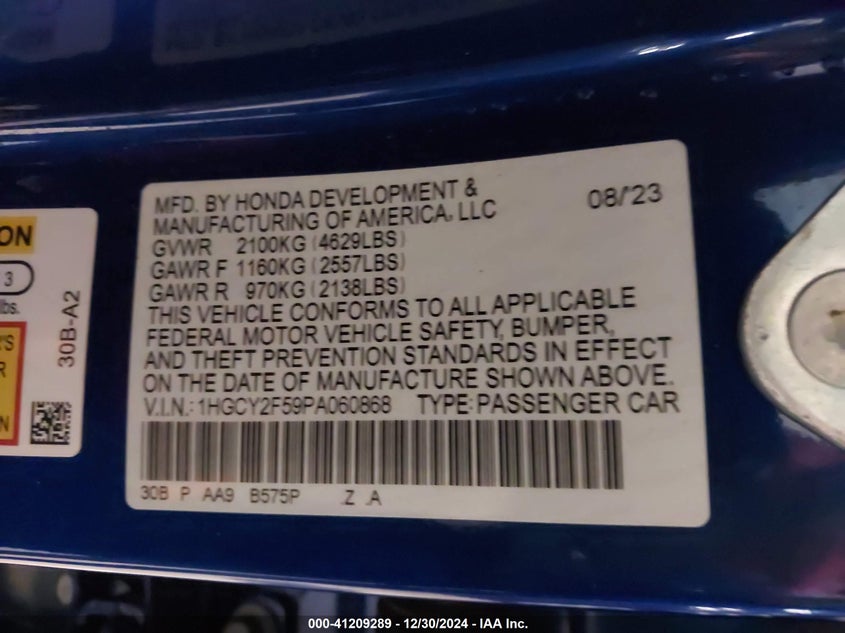 MFD. BY HONDA DEVELOPMENT &
MANUFACTURING OF AMERICA, LLC
08/'23
GVWR 2100KG (4629LBS)
GAWR F 1160KG (2557LBS)
GAWR R 970KG (2138LBS)
THIS VEHICLE CONFORMS TO ALL APPLICABLE
FEDERAL MOTOR VEHICLE SAFETY, BUMPER,
AND THEFT PREVENTION STANDARDS IN EFFECT
ON THE DATE OF MANUFACTURE SHOWN ABOVE.
V.I.N.: 1HGCY2F59PA060868 TYPE: PASSENGER CAR
30B P AA9 B575P .Z .A
ON
3
lbs.
'S
R
R
N
30B-A2
000-41209289 - 12/30/2024 - IAA Inc.